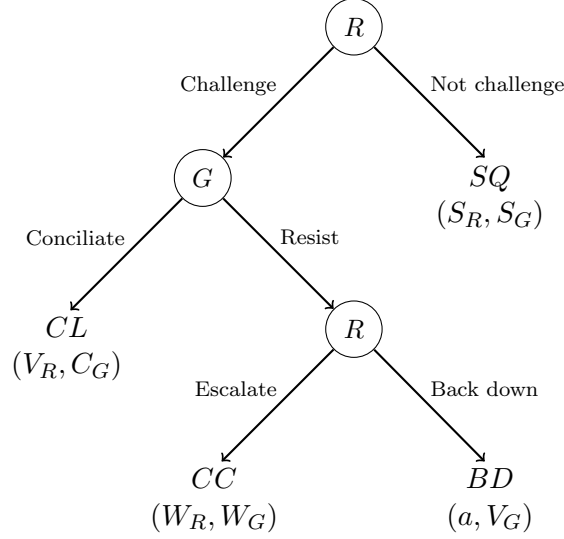 R
Challenge
Not challenge
G
SQ
(S_R, S_G)
Conciliate
Resist
CL
(V_R, C_G)
R
Escalate
Back down
CC
(W_R, W_G)
BD
(a, V_G)